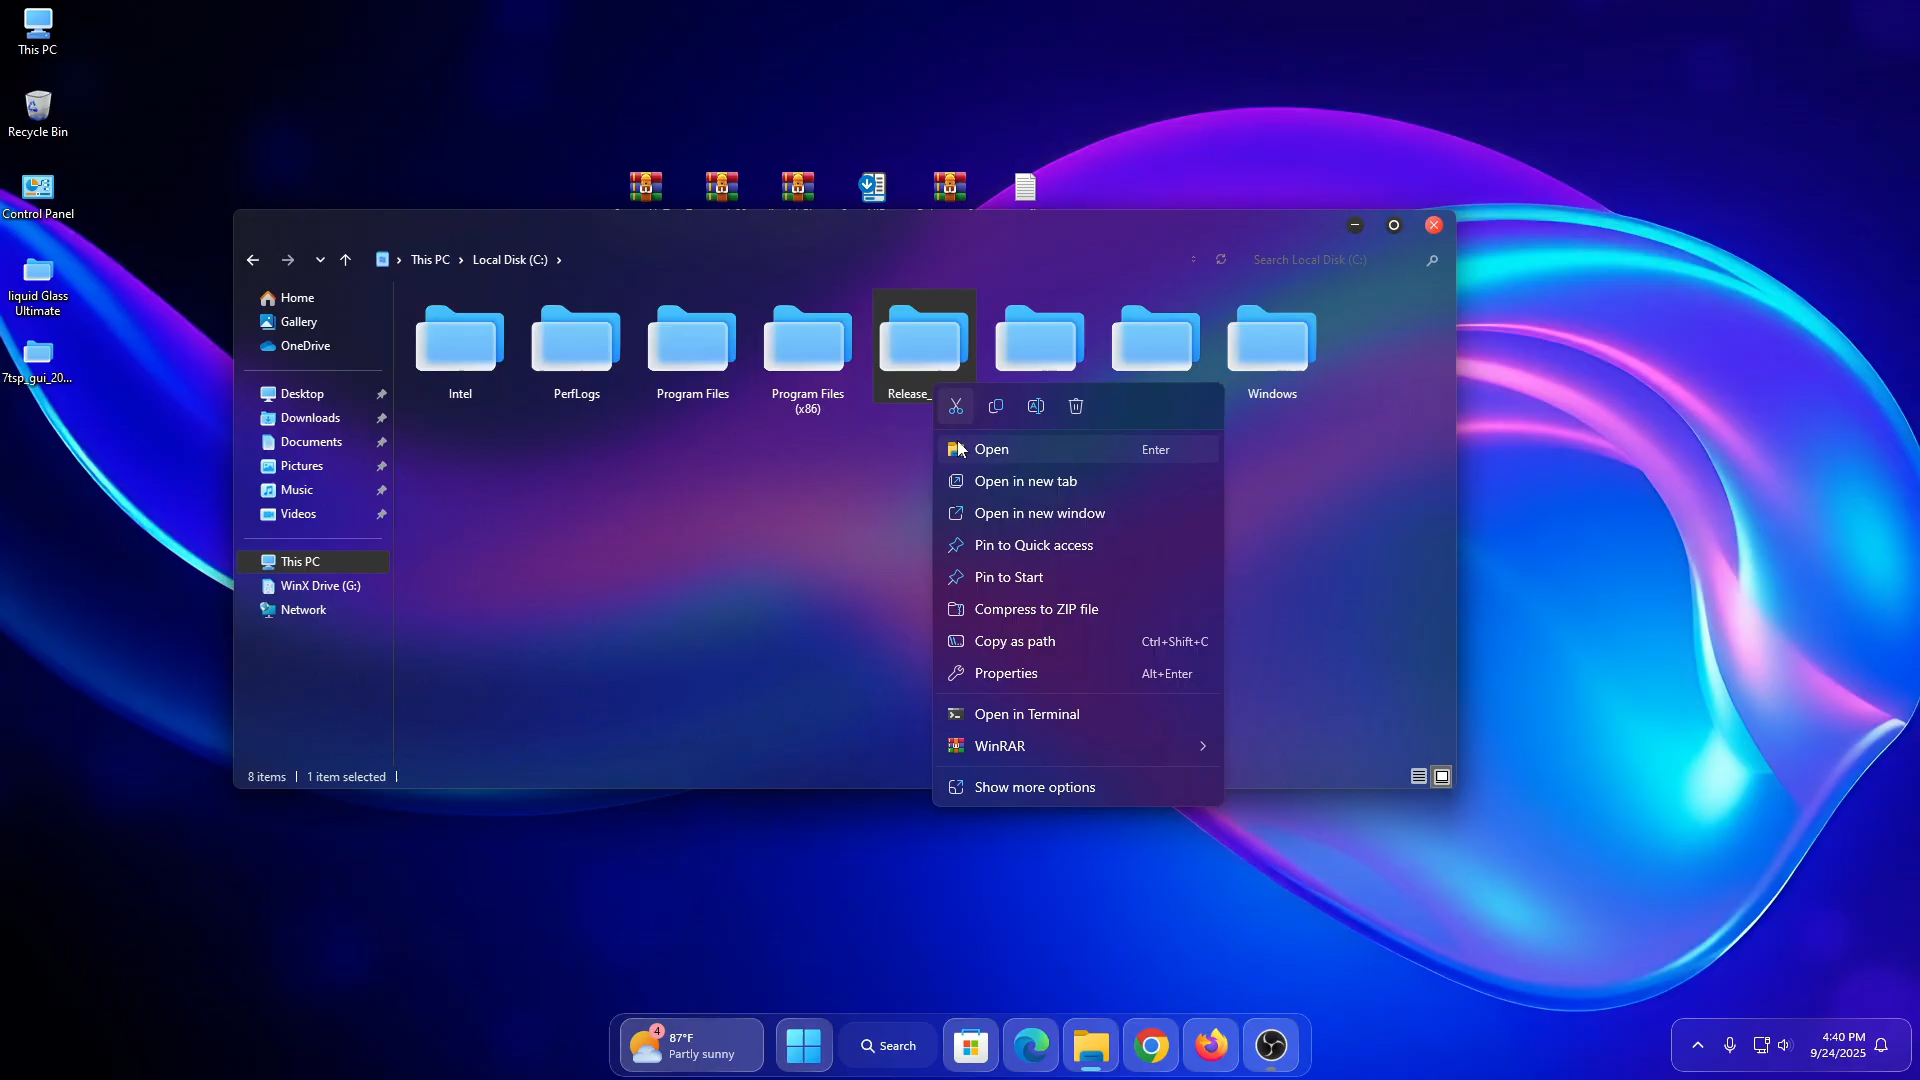 This PC
Recycle Bin
Control Panel
liquid Glass
Ultimate
7tsp_gui_20...
This PC
Local Disk (C:)
Search Local Disk (C:)
Home
Gallery
OneDrive
Desktop
Downloads
Documents
Pictures
Music
Videos
This PC
WinX Drive (G:)
Network
Intel
PerfLogs
Program Files
Program Files
(x86)
Release_
Windows
Open Enter
Open in new tab
Open in new window
Pin to Quick access
Pin to Start
Compress to ZIP file
Copy as path Ctrl+Shift+C
Properties Alt+Enter
Open in Terminal
WinRAR
Show more options
8 items
1 item selected
4
87°F
Partly sunny
Search
4:40 PM
9/24/2025